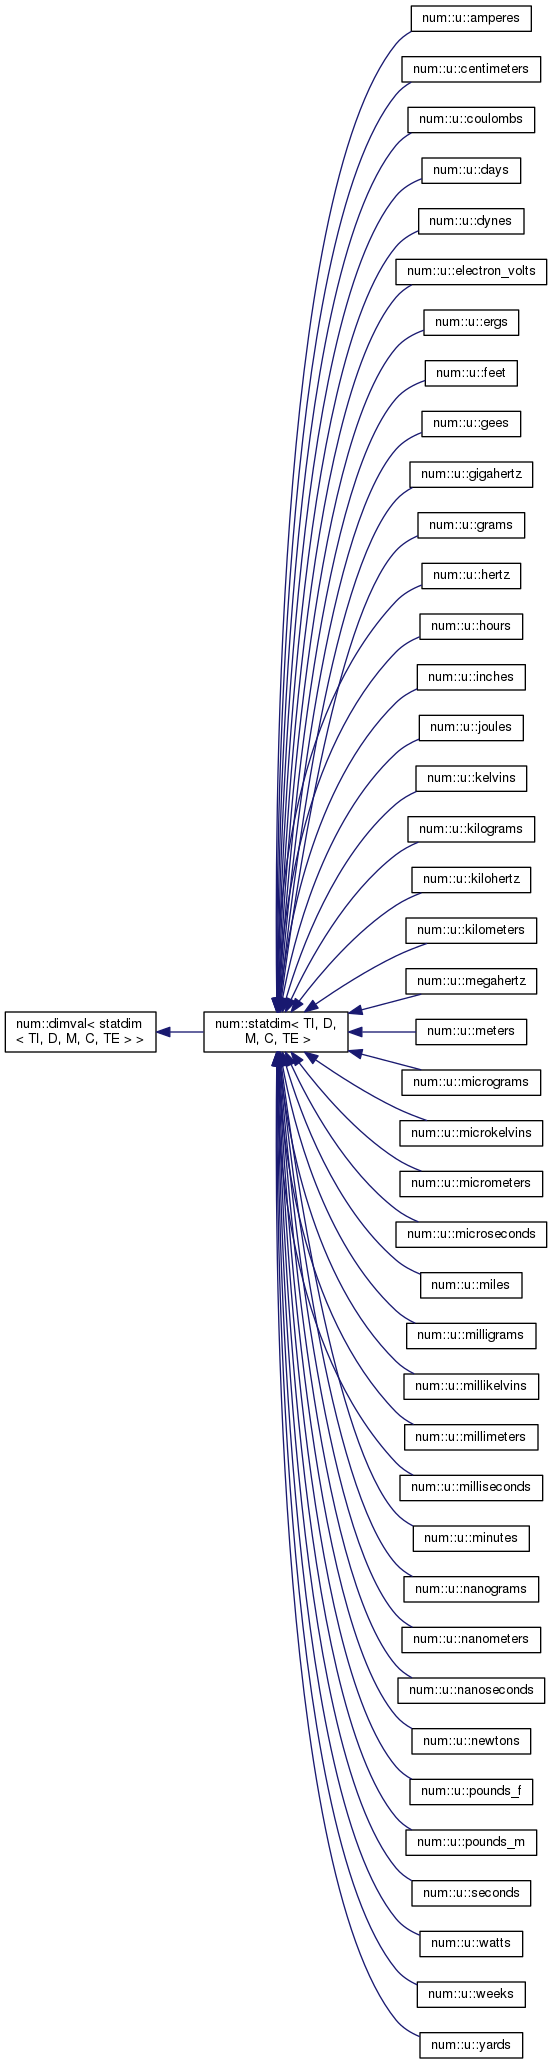 num::u::amperes
num::u::centimeters
num::u::coulombs
num::u::days
num::u::dynes
num::u::electron_volts
num::u::ergs
num::u::feet
num::u::gees
num::u::gigahertz
num::u::grams
num::u::hertz
num::u::hours
num::u::inches
num::u::joules
num::u::kelvins
num::u::kilograms
num::u::kilohertz
num::u::kilometers
num::u::megahertz
num::dimval< statdim
< TI, D, M, C, TE > >
num::statdim< TI, D,
M, C, TE >
num::u::meters
num::u::micrograms
num::u::microkelvins
num::u::micrometers
num::u::microseconds
num::u::miles
num::u::milligrams
num::u::millikelvins
num::u::millimeters
num::u::milliseconds
num::u::minutes
num::u::nanograms
num::u::nanometers
num::u::nanoseconds
num::u::newtons
num::u::pounds_f
num::u::pounds_m
num::u::seconds
num::u::watts
num::u::weeks
num::u::yards